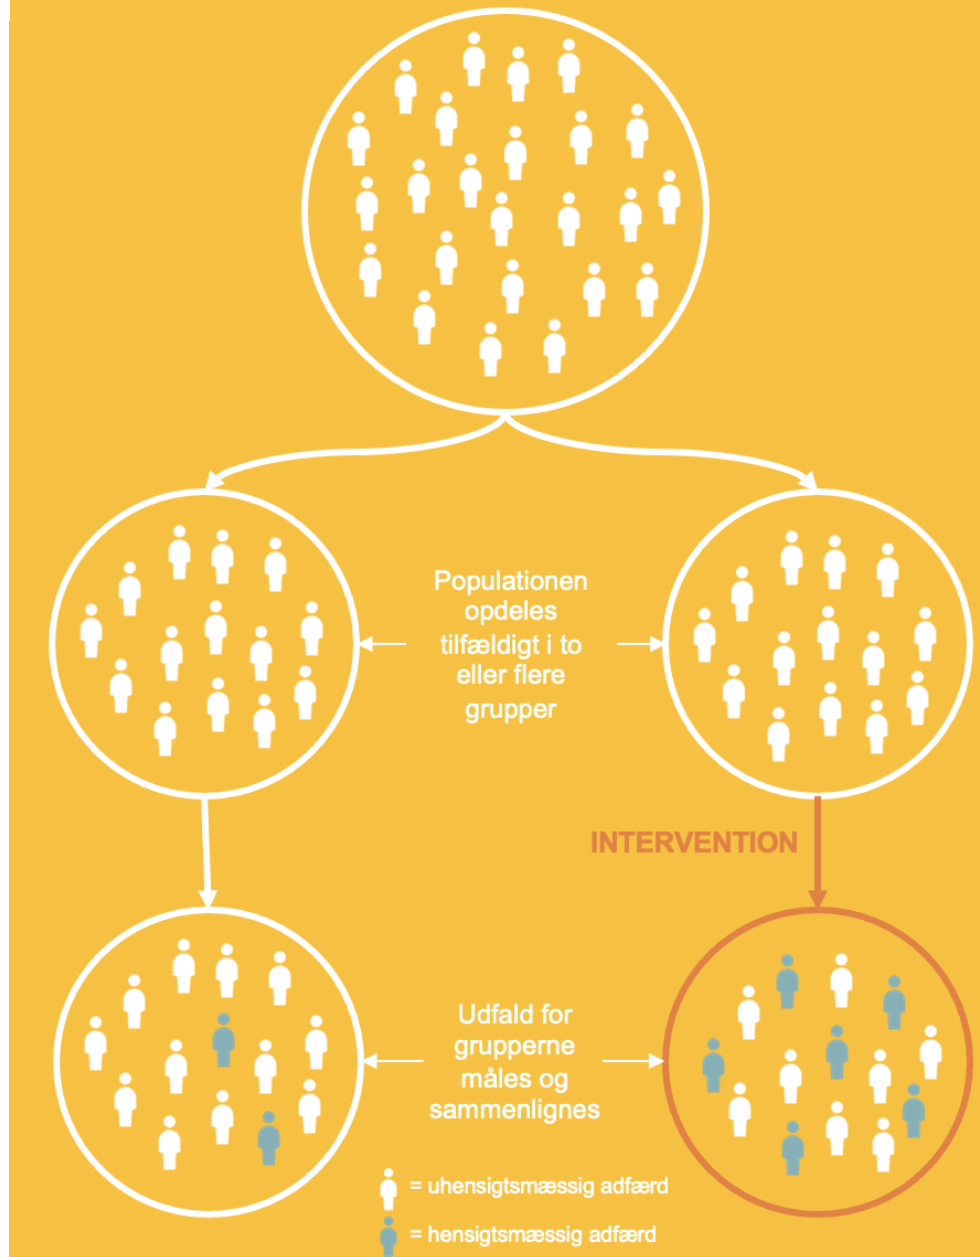 Populationen
opdeles
tilfældigt i to
eller flere
grupper
INTERVENTION
Udfald for
grupperne
måles og
sammenlignes
= uhensigtsmæssig adfærd
= hensigtsmæssig adfærd